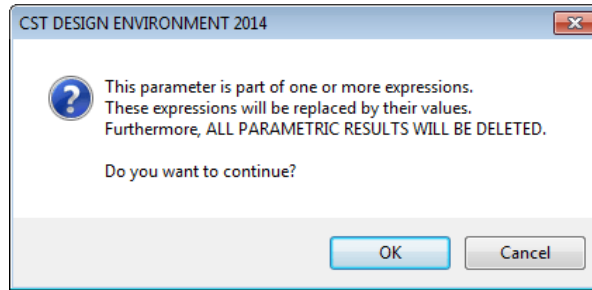 CST DESIGN ENVIRONMENT 2014
This parameter is part of one or more expressions.
These expressions will be replaced by their values.
Furthermore, ALL PARAMETRIC RESULTS WILL BE DELETED.
Do you want to continue?
OK
Cancel